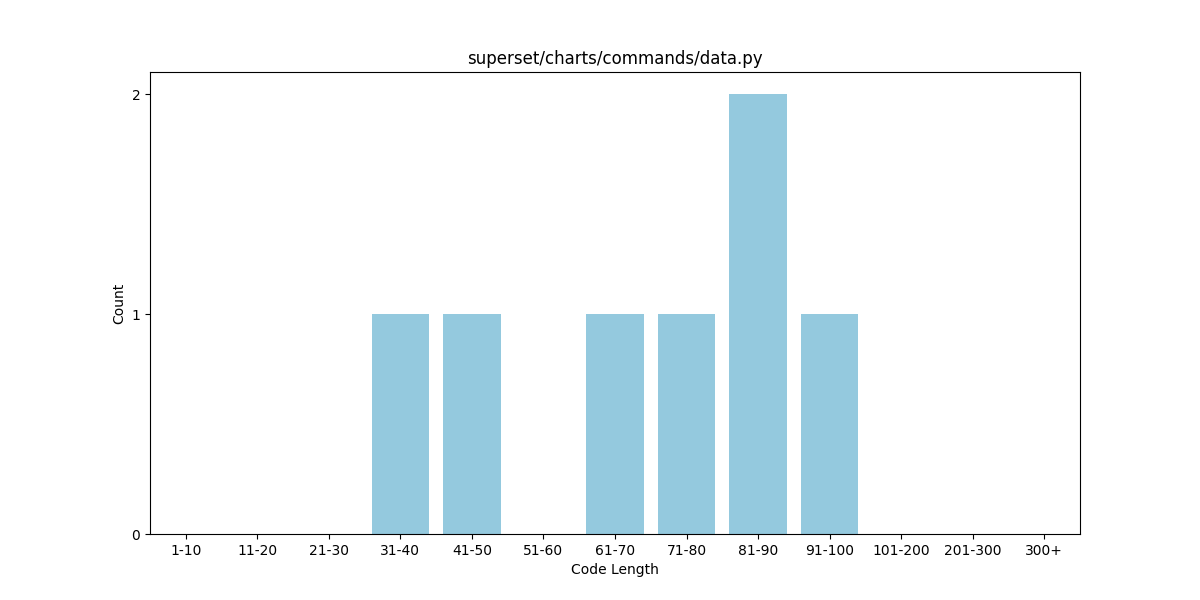 superset/charts/commands/data.py
2
1
0
Count
1-10 11-20 21-30 31-40 41-50 51-60 61-70 71-80 81-90 91-100 101-200 201-300 300+
Code Length